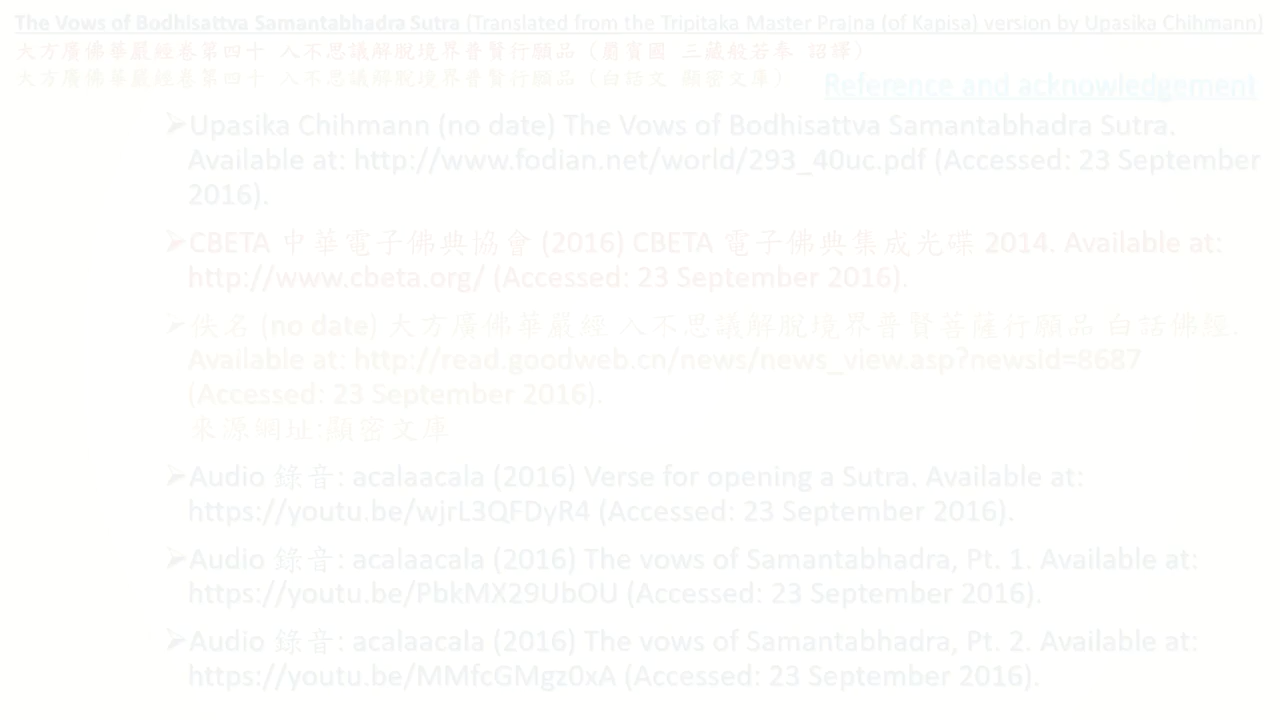 The Vows of Bodhisattva Samantabhadra Sutra (Translated from the Tripitaka Master Prajna (of Kapisa) version by Upasika Chihmann)
大方廣佛華嚴經卷第四十 入不思議解脫境界普賢行願品 (罽賓國 三藏般若奉 詔譯)
大方廣佛華嚴經卷第四十 入不思議解脫境界普賢行願品 (白話文 顯密文庫)
Reference and acknowledgement
➢Upasika Chihmann (no date) The Vows of Bodhisattva Samantabhadra Sutra.
Available at: http://www.fodian.net/world/293_40uc.pdf (Accessed: 23 September
2016).
➢CBETA 中華電子佛典協會 (2016) CBETA 電子佛典集成光碟 2014. Available at:
http://www.cbeta.org/ (Accessed: 23 September 2016).
➢佚名 (no date) 大方廣佛華嚴經 入不思議解脫境界普賢菩薩行願品 白話佛經.
Available at: http://read.goodweb.cn/news/news_view.asp?newsid=8687
(Accessed: 23 September 2016).
來源網址:顯密文庫
➢Audio 錄音: acalaacala (2016) Verse for opening a Sutra. Available at:
https://youtu.be/wjrL3QFDyR4 (Accessed: 23 September 2016).
➢Audio 錄音: acalaacala (2016) The vows of Samantabhadra, Pt. 1. Available at:
https://youtu.be/PbkMX29UbOU (Accessed: 23 September 2016).
➢Audio 錄音: acalaacala (2016) The vows of Samantabhadra, Pt. 2. Available at:
https://youtu.be/MMfcGMgz0xA (Accessed: 23 September 2016).